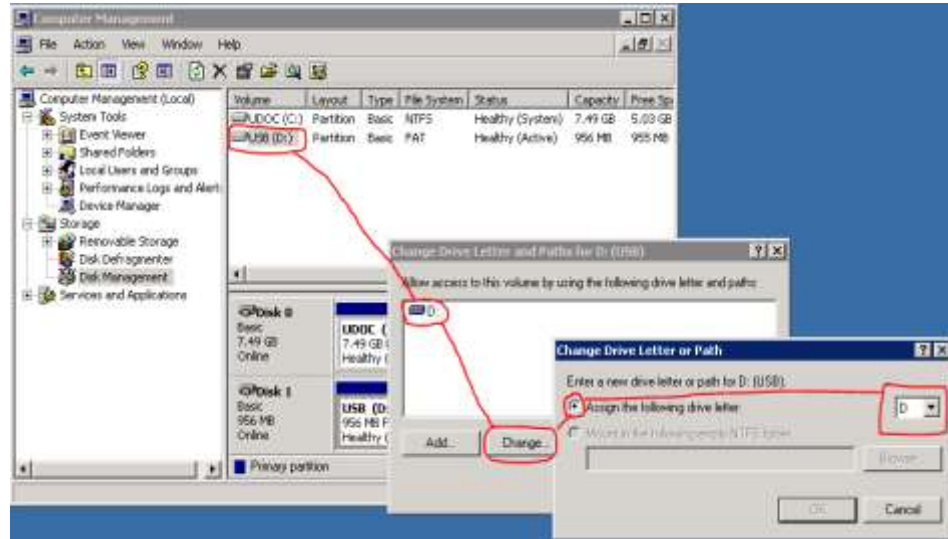 Computer Management
File Action View Window Help
Computer Management (Local)
System Tools
Event Viewer
Shared Folders
Local Users and Groups
Performance Logs and Alert
Device Manager
Storage
Removable Storage
Disk Defragmenter
Disk Management
Services and Applications
Volume Layout Type File System Status Capacity Free Spa
UDOC (C:) Partition Basic NTFS Healthy (System) 7.49 GB 5.03 GB
USB (D:) Partition Basic FAT Healthy (Active) 956 MB 955 MB
Disk 0
Basic
7.49 GB
Online
UDOC (
7.49 GB
Healthy (
Disk 1
Basic
956 MB
Online
USB (D:
956 MB F
Healthy (
Primary partition
Change Drive Letter and Paths for D: (USB)
Allow access to this volume by using the following drive letter and paths:
D:
Add...
Change...
Change Drive Letter or Path
Enter a new drive letter or path for D: (USB).
Assign the following drive letter:
D
Mount in the following empty NTFS folder:
Browse...
OK
Cancel